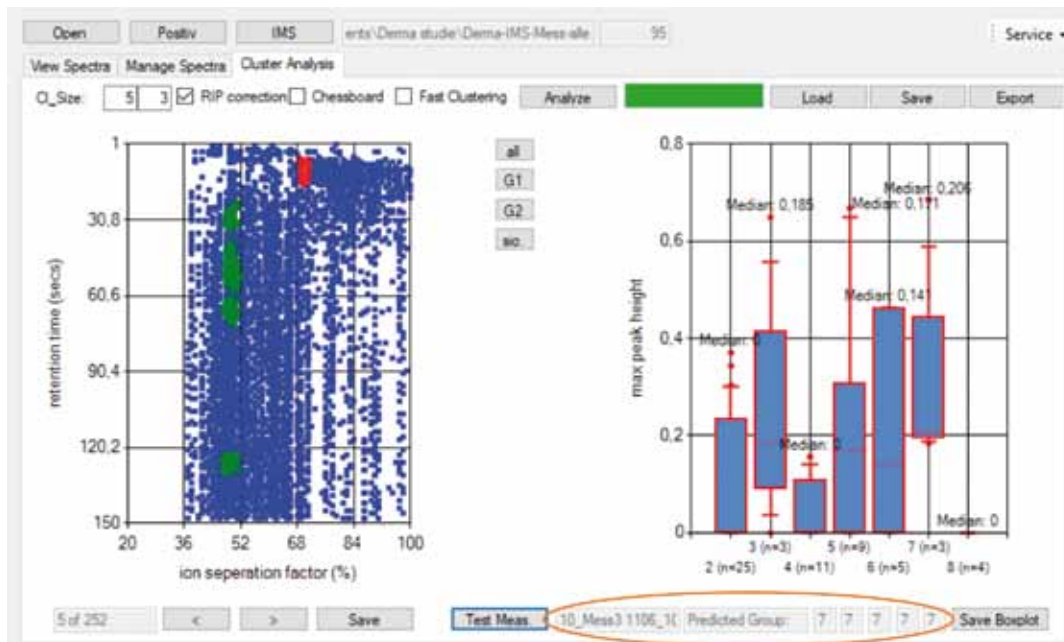 Open Positiv IMS ents\Derma studie\Derma-IMS-Mess-alle 95 Service
View Spectra Manage Spectra Cluster Analysis
Cl_Size: 5 3 RIP correction Chessboard Fast Clustering Analyze Load Save Export
all
G1
G2
sio.
retention time (secs)
1
30.8
60.6
90.4
120.2
150
20 36 52 68 84 100
ion seperation factor (%)
max peak height
0.8
0.6
0.4
0.2
0
Median: 0
Median: 0,185
Median: 0
Median: 0,171
Median: 0,141
Median: 0,206
Median: 0
3 (n=3) 5 (n=9) 7 (n=3)
2 (n=25) 4 (n=11) 6 (n=5) 8 (n=4)
5 of 252 < > Save Test Meas. 10_Mess3 1106_10 Predicted Group: 7 7 7 7 7 Save Boxplot